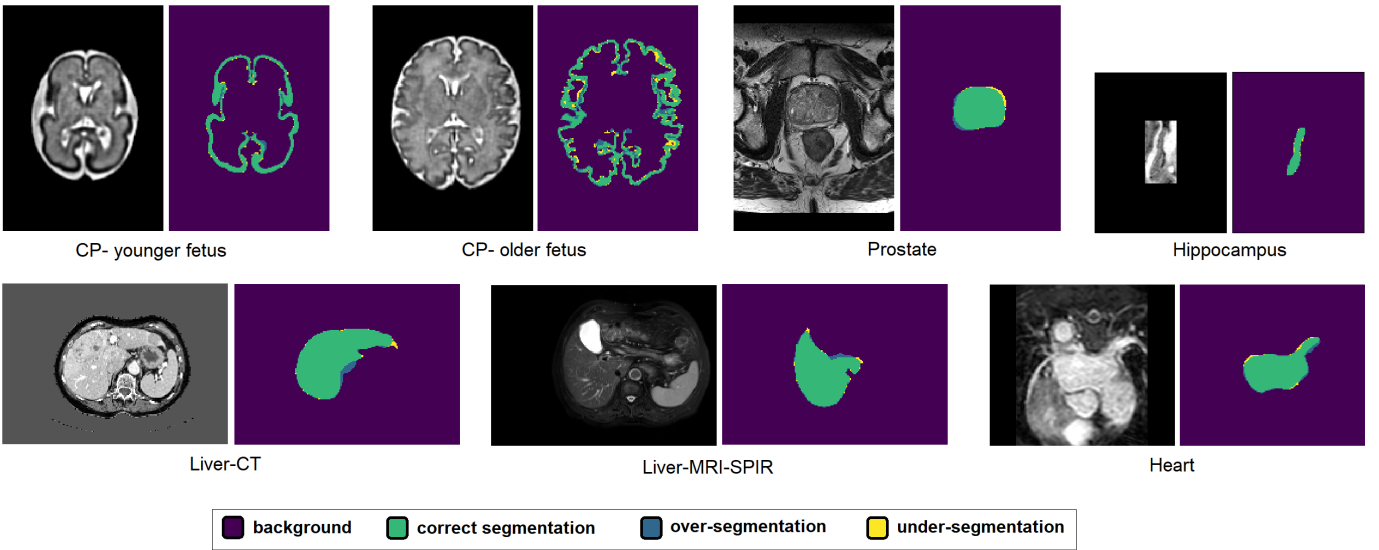 CP- younger fetus
CP- older fetus
Prostate
Hippocampus
Liver-CT
Liver-MRI-SPIR
Heart
background
correct segmentation
over-segmentation
under-segmentation